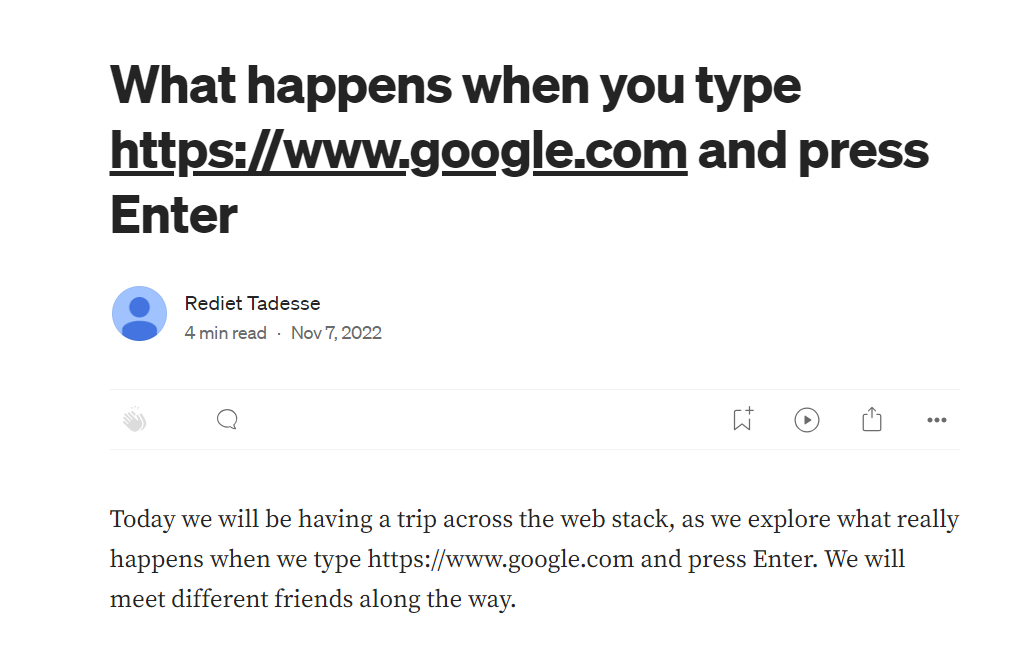 What happens when you type
https://www.google.com and press
Enter
Rediet Tadesse
4 min read · Nov 7, 2022
Today we will be having a trip across the web stack, as we explore what really
happens when we type https://www.google.com and press Enter. We will
meet different friends along the way.